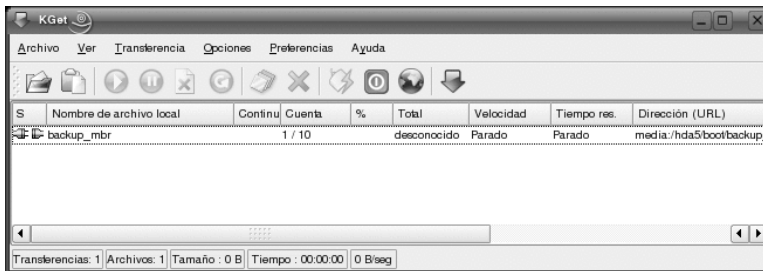 KGet
Archivo Ver Transferencia Opciones Preferencias Ayuda
S Nombre de archivo local Continu Cuenta % Total Velocidad Tiempo res. Dirección (URL)
backup_mbr 1 / 10 desconocido Parado Parado media:/hda5/boot/backup_
Transferencias: 1 Archivos: 1 Tamaño : 0 B Tiempo : 00:00:00 0 B/seg